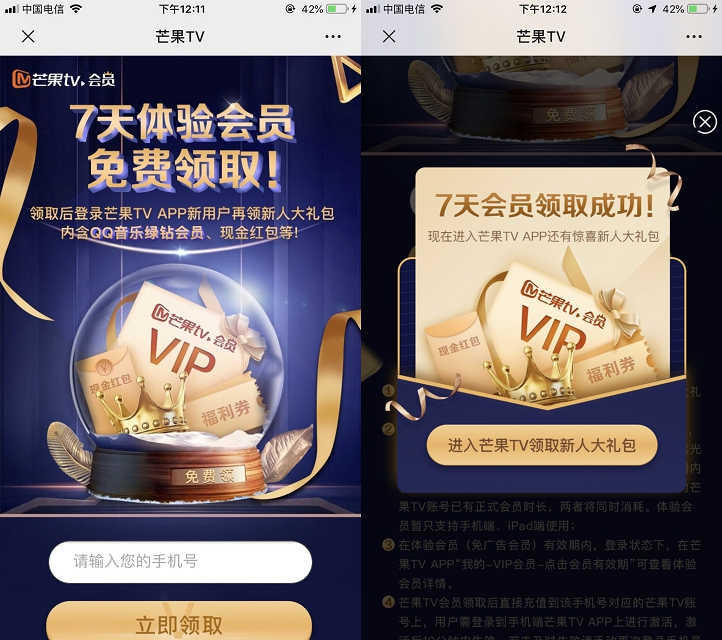 中国电信
下午12:11
42%
芒果TV
芒果tv会员
7天体验会员
免费领取!
领取后登录芒果TV APP新用户再领新人大礼包
内含QQ音乐绿钻会员、现金红包等!
芒果tv会员
VIP
现金红包
福利券
免费领
请输入您的手机号
立即领取
中国电信
下午12:12
42%
芒果TV
免费领
7天会员领取成功!
现在进入芒果TV APP还有惊喜新人大礼包
芒果tv会员
VIP
现金红包
福利券
进入芒果TV领取新人大礼包
果TV账号已有正式会员时长，两者将同时消耗。体验会
员暂只支持手机端、iPad端使用；
3 在体验会员（免广告会员）有效期内，登录状态下，在芒
果TV APP“我的-VIP会员-点击会员有效期”可查看体验
会员详情。
4 芒果TV会员领取后直接充值到该手机号对应的芒果TV账
号上，用户需登录到手机端芒果TV APP上进行激活，激